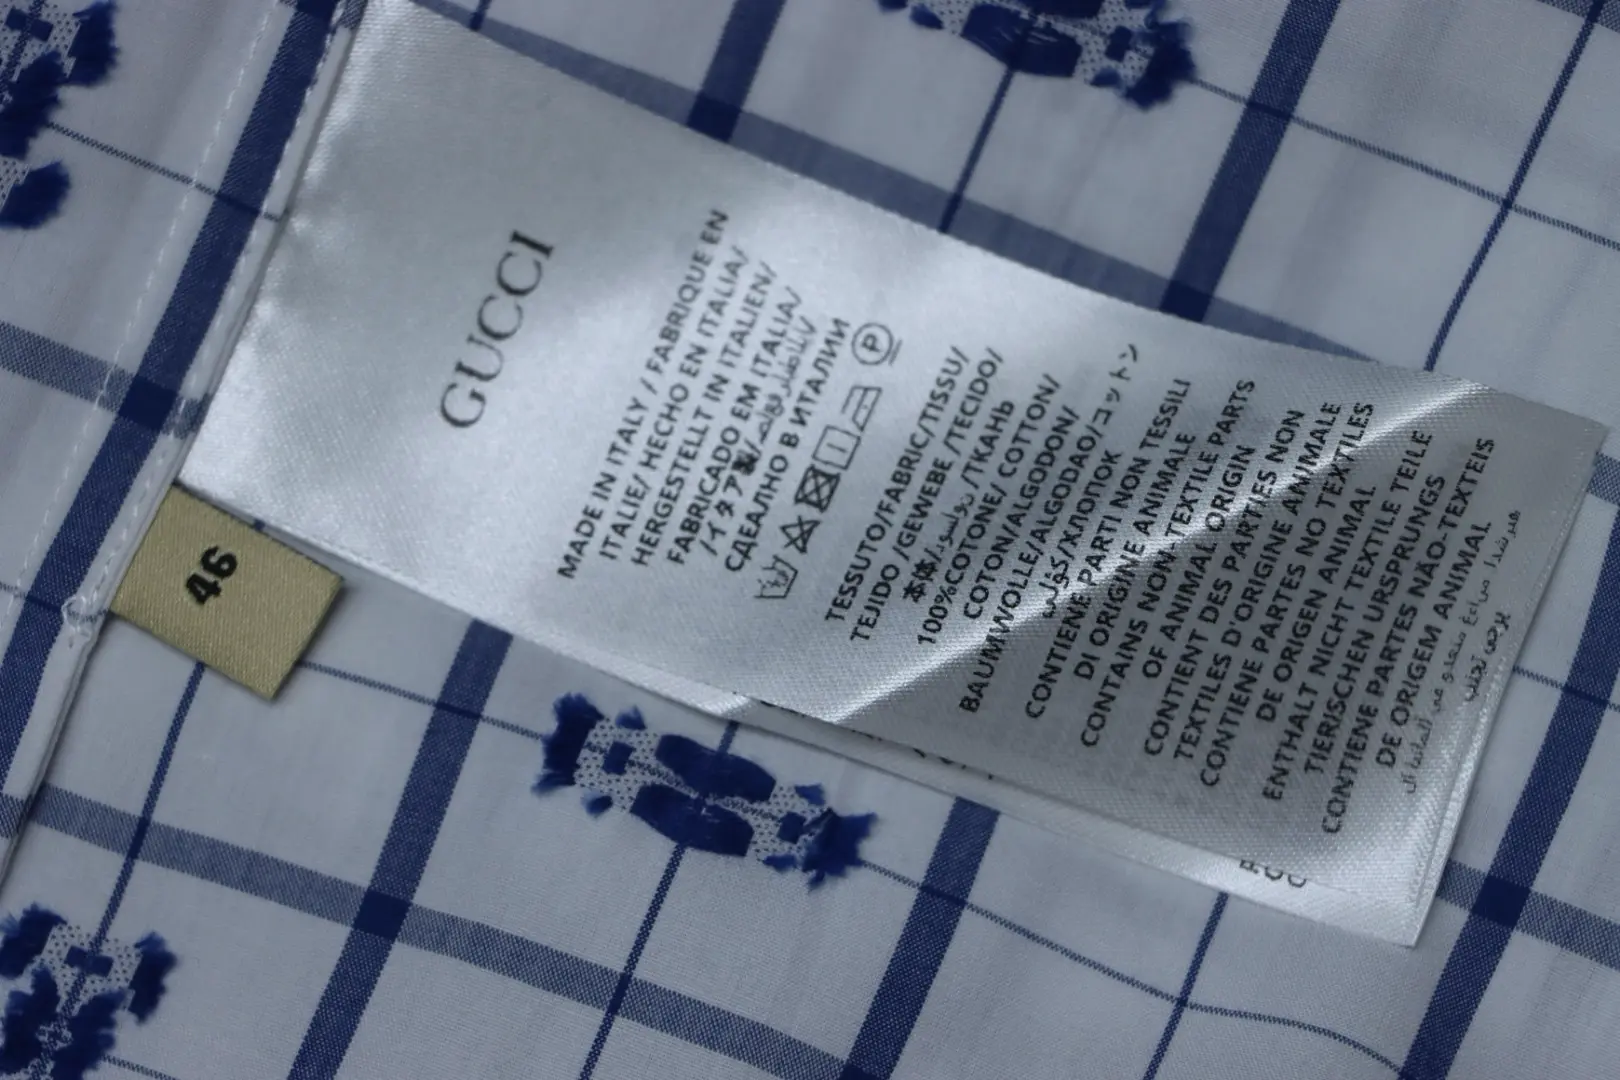 GUCCI
MADE IN ITALY / FABRIQUE EN
ITALIE/ HECHO EN ITALIA/
HERGESTELLT IN ITALIEN/
FABRICADO EM ITALIA/
/イタリア製/
СДЕАЛНО В ИТАЛИИ
P
TESSUTO/FABRIC/TISSU/
TEJIDO /GEWEBE /TECIDO/
本体/ /ТКАНЬ
100%COTONE/ COTTON/
COTON/ALGODON/
BAUMWOLLE/ALGODAO/コットン
/ХЛОПОК
CONTIENE PARTI NON TESSILI
DI ORIGINE ANIMALE
CONTAINS NON-TEXTILE PARTS
OF ANIMAL ORIGIN
CONTIENT DES PARTIES NON
TEXTILES D'ORIGINE ANIMALE
CONTIENE PARTES NO TEXTILES
DE ORIGEN ANIMAL
ENTHALT NICHT TEXTILE TEILE
TIERISCHEN URSPRUNGS
CONTIENE PARTES NÃO-TEXTEIS
DE ORIGEM ANIMAL
46